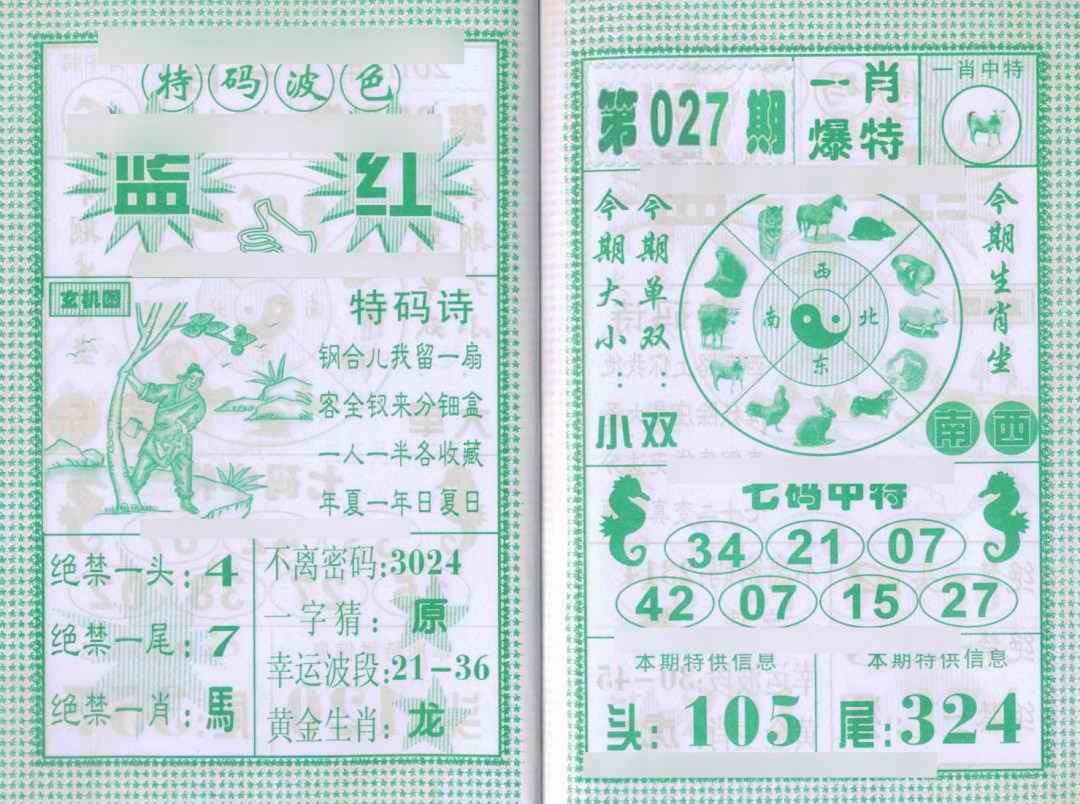 特码波色
蓝 红
玄机图
特码诗
钢合儿我留一扇
客全钗来分钿盒
一人一半各收藏
年夏一年日复日
绝禁一头：4
绝禁一尾：7
绝禁一肖：馬
不离密码：3024
一字猜：原
幸运波段：21-36
黄金生肖：龙
第027期
一肖
爆特
一肖中特
今期大小：小
今期单双：双
西
南 北
东
今期生肖坐
南 西
七码中特
34 21 07
42 07 15 27
本期特供信息
头：105
本期特供信息
尾：324